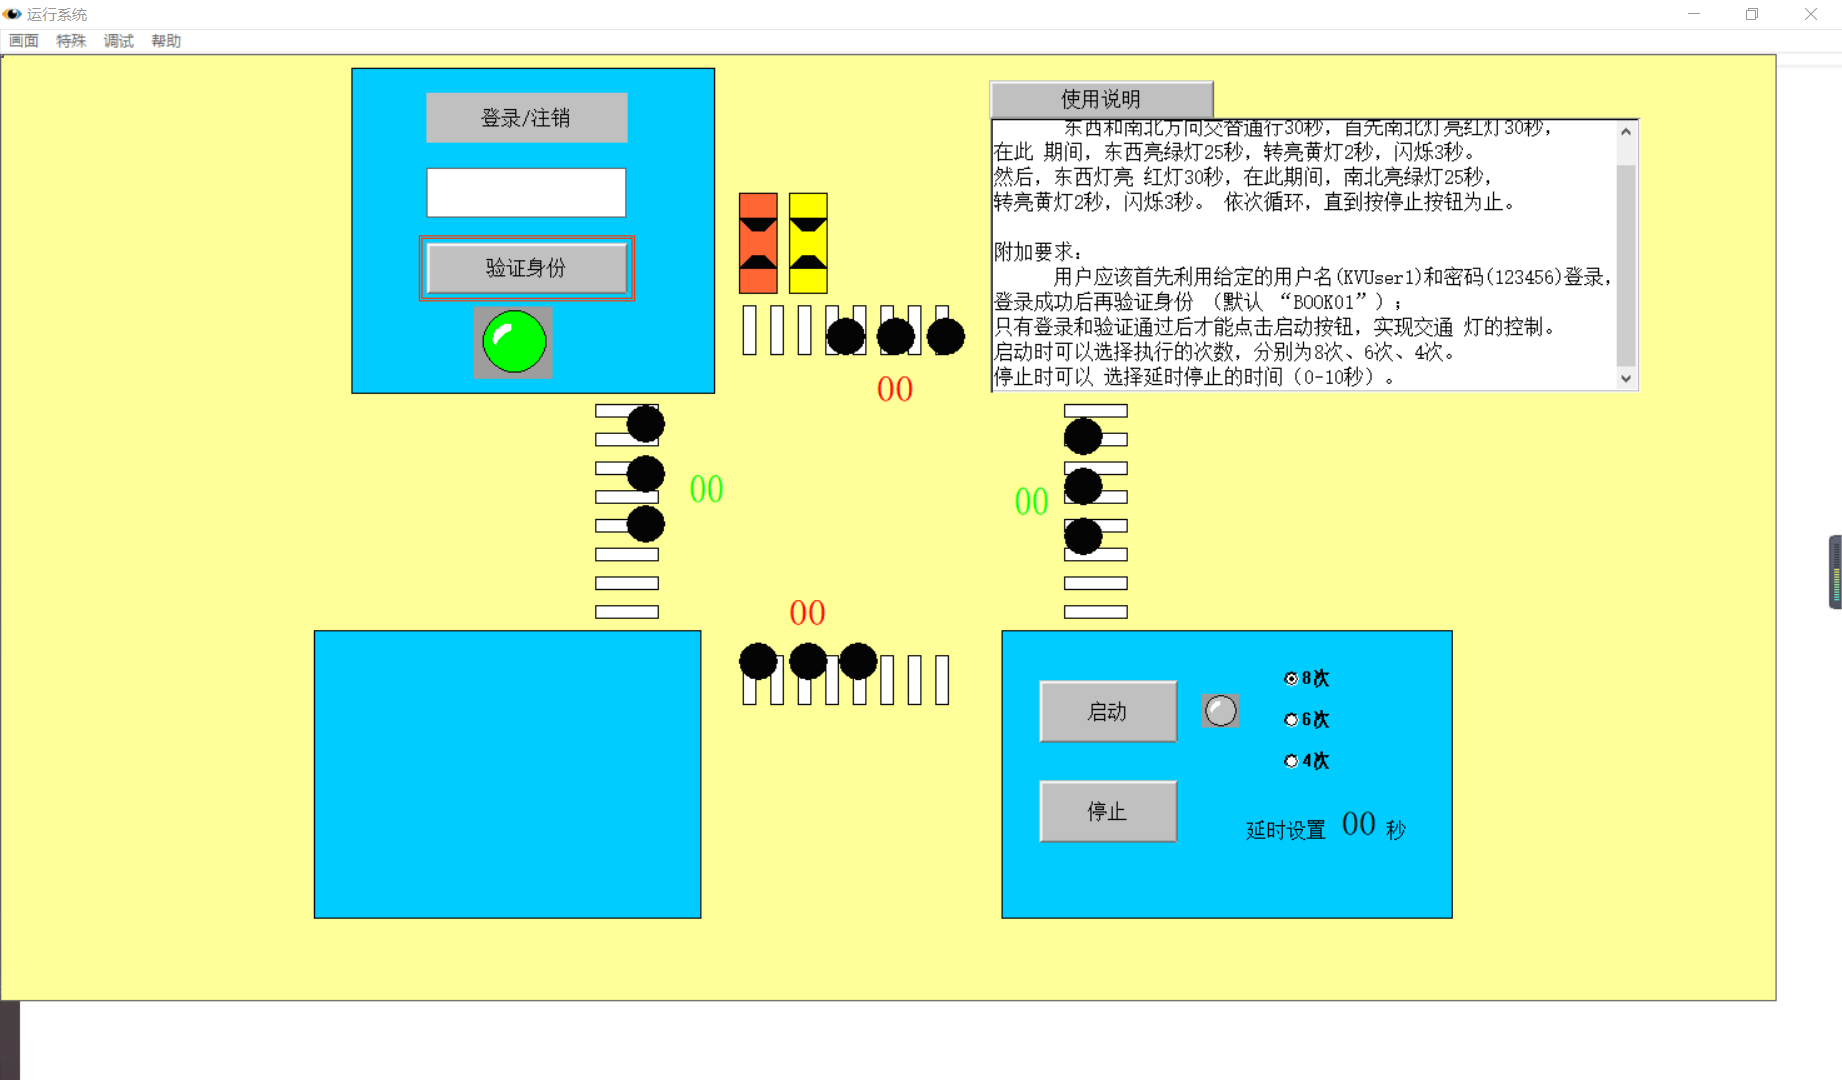 运行系统
画面 特殊 调试 帮助
登录/注销
验证身份
使用说明
东西和南北方向交替通行30秒，首先南北灯亮红灯30秒，
在此 期间，东西亮绿灯25秒，转亮黄灯2秒，闪烁3秒。
然后，东西灯亮 红灯30秒，在此期间，南北亮绿灯25秒，
转亮黄灯2秒，闪烁3秒。 依次循环，直到按停止按钮为止。
附加要求：
用户应该首先利用给定的用户名(KVUser1)和密码(123456)登录，
登录成功后再验证身份 （默认 “BOOK01”）；
只有登录和验证通过后才能点击启动按钮，实现交通 灯的控制。
启动时可以选择执行的次数，分别为8次、6次、4次。
停止时可以 选择延时停止的时间（0-10秒）。
00
00
00
00
启动
8次
6次
4次
停止
延时设置 00 秒